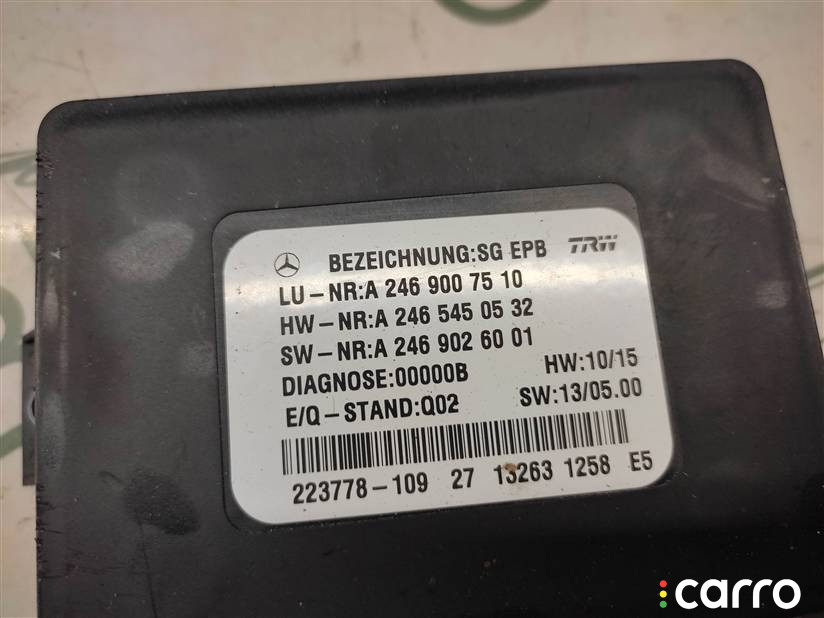 BEZEICHNUNG:SG EPB TRW
LU-NR:A 246 900 75 10
HW-NR:A 246 545 05 32
SW-NR:A 246 902 60 01
DIAGNOSE:00000B HW:10/15
E/Q-STAND:Q02 SW:13/05.00
223778-109 27 13263 1258 E5
carro